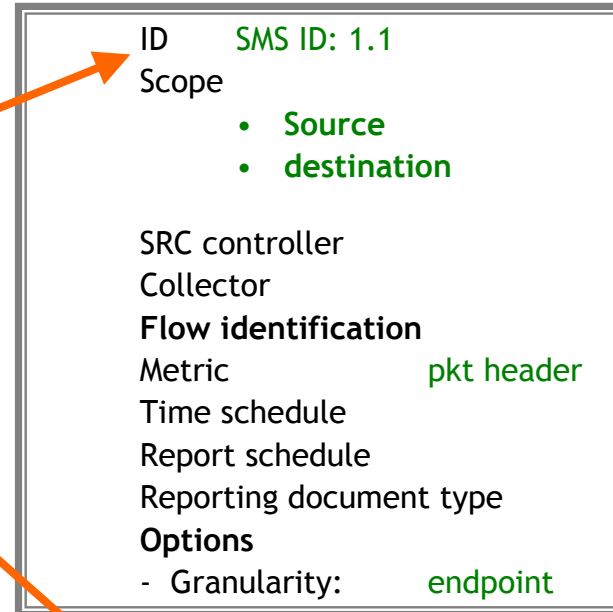 ID SMS ID: 1.1
Scope
• Source
• destination
SRC controller
Collector
Flow identification
Metric pkt header
Time schedule
Report schedule
Reporting document type
Options
- Granularity: endpoint